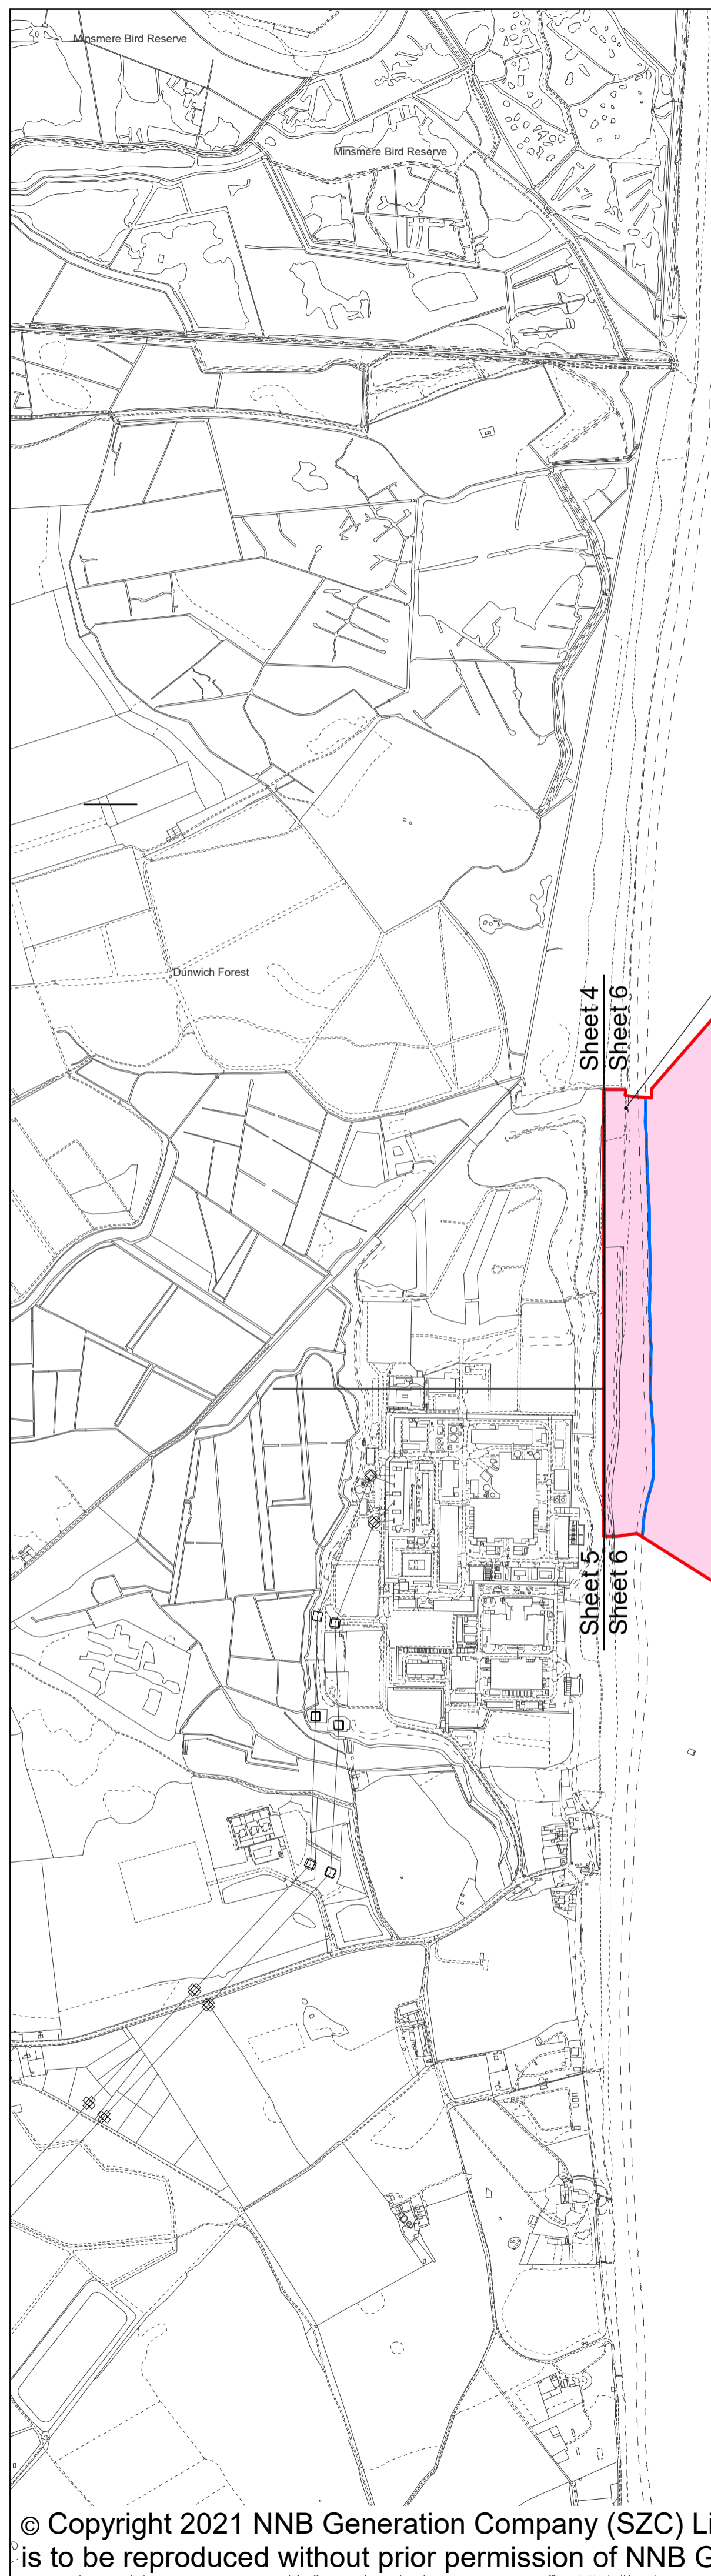 Minsmere Bird Reserve
Minsmere Bird Reserve
Dunwich Forest
Sheet 4
Sheet 6
Sheet 5
Sheet 6
© Copyright 2021 NNB Generation Company (SZC) Li
is to be reproduced without prior permission of NNB G